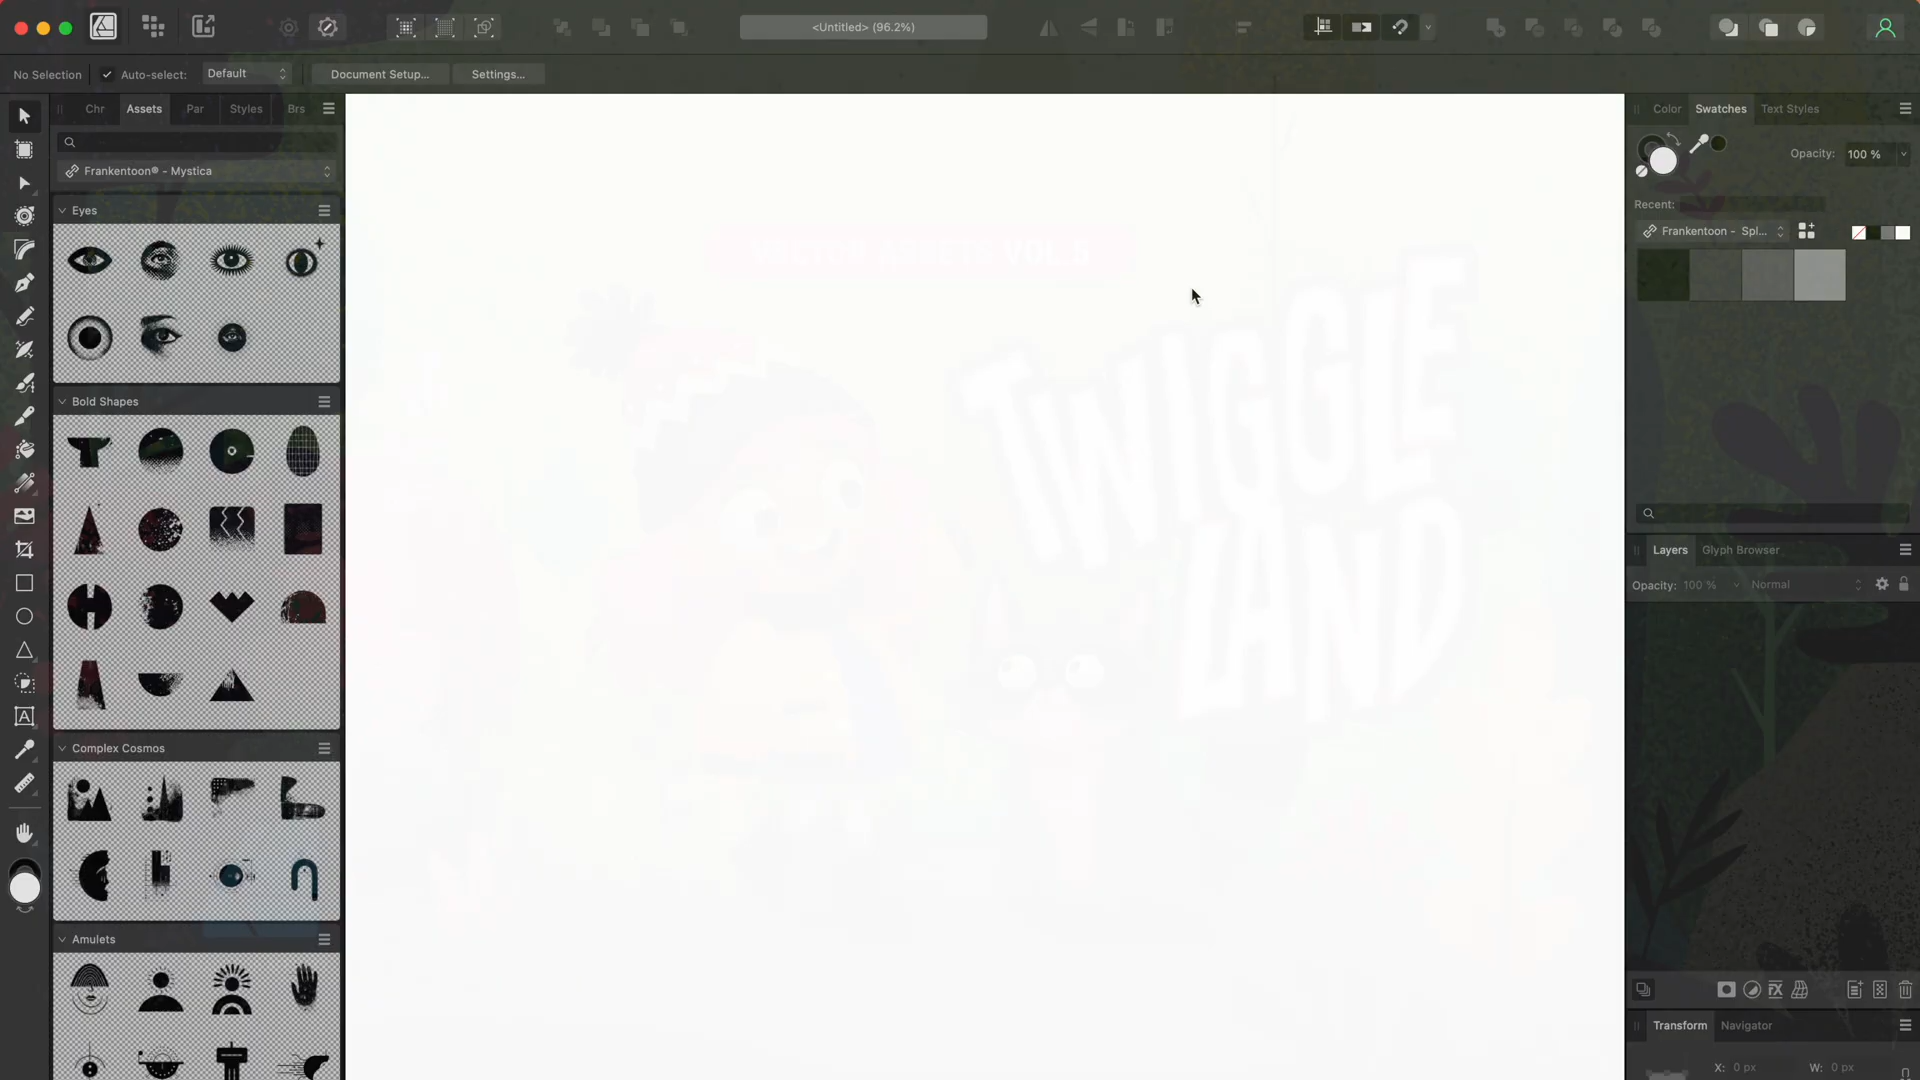 <Untitled> (96.2%)
No Selection
Auto-select:
Default
Document Setup...
Settings...
Chr
Assets
Par
Styles
Brs
Frankentoon® - Mystica
Eyes
Bold Shapes
Complex Cosmos
Amulets
TWIGGLE
LAND
Color
Swatches
Text Styles
Opacity:
100 %
Recent:
Frankentoon - Spl...
Layers
Glyph Browser
Opacity:
100 %
Normal
Transform
Navigator
X:
0 px
W:
0 px